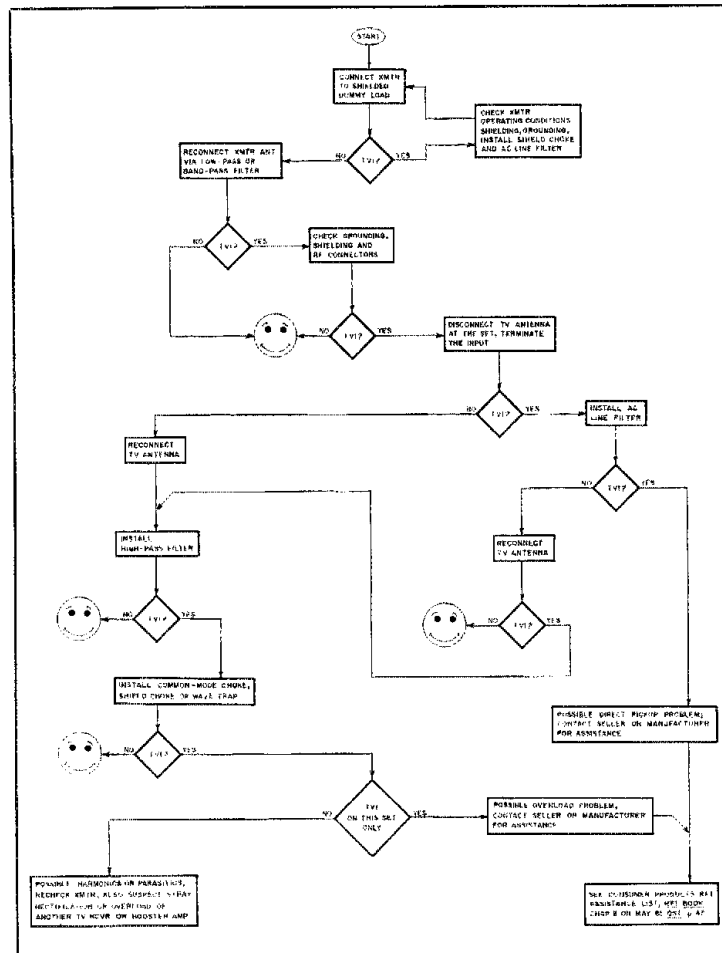 START
CONNECT XMTR
TO SHIELDED
DUMMY LOAD
CHECK XMTR
OPERATING CONDITIONS
SHIELDING, GROUNDING,
INSTALL SHIELD CHOKE
AND AC LINE FILTER
RECONNECT XMTR ANT
VIA LOW-PASS OR
BAND-PASS FILTER
NO
TVI?
YES
NO
TVI?
YES
CHECK GROUNDING,
SHIELDING AND
RF CONNECTORS
NO
TVI?
YES
DISCONNECT TV ANTENNA
AT THE SET, TERMINATE
THE INPUT
NO
TVI?
YES
INSTALL AC
LINE FILTER
RECONNECT
TV ANTENNA
NO
TVI?
YES
INSTALL
HIGH-PASS FILTER
RECONNECT
TV ANTENNA
NO
TVI?
YES
NO
TVI?
YES
INSTALL COMMON-MODE CHOKE,
SHIELD CHOKE OR WAVE TRAP
POSSIBLE DIRECT PICKUP PROBLEM;
CONTACT SELLER OR MANUFACTURER
FOR ASSISTANCE
NO
TVI?
YES
NO
TVI
ON THIS SET
ONLY
YES
POSSIBLE OVERLOAD PROBLEM,
CONTACT SELLER OR MANUFACTURER
FOR ASSISTANCE
POSSIBLE HARMONICS OR PARASITICS,
RECHECK XMTR, ALSO SUSPECT STRAY
RECTIFICATION OR OVERLOAD OF
ANOTHER TV RCVR OR BOOSTER AMP
SEE CONSUMER PRODUCTS RFI
ASSISTANCE LIST, RFI BOOK
CHAP 8 OR MAY QST p 47